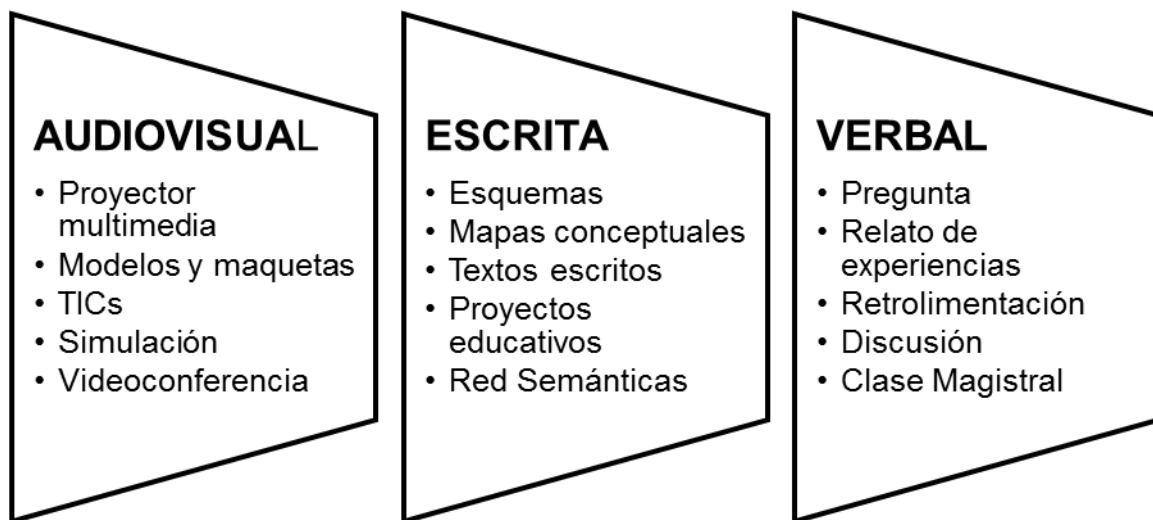 AUDIOVISUAL
• Proyector
multimedia
• Modelos y maquetas
• TICs
• Simulación
• Videoconferencia
ESCRITA
• Esquemas
• Mapas conceptuales
• Textos escritos
• Proyectos
educativos
• Red Semánticas
VERBAL
• Pregunta
• Relato de
experiencias
• Retrolimentación
• Discusión
• Clase Magistral